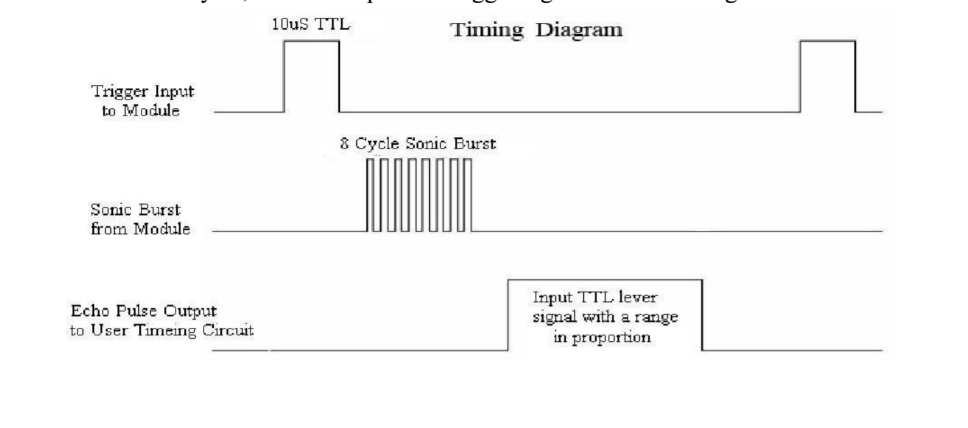 10uS TTL
Timing Diagram
Trigger Input
to Module
8 Cycle Sonic Burst
Sonic Burst
from Module
Echo Pulse Output
to User Timeing Circuit
Input TTL lever
signal with a range
in proportion